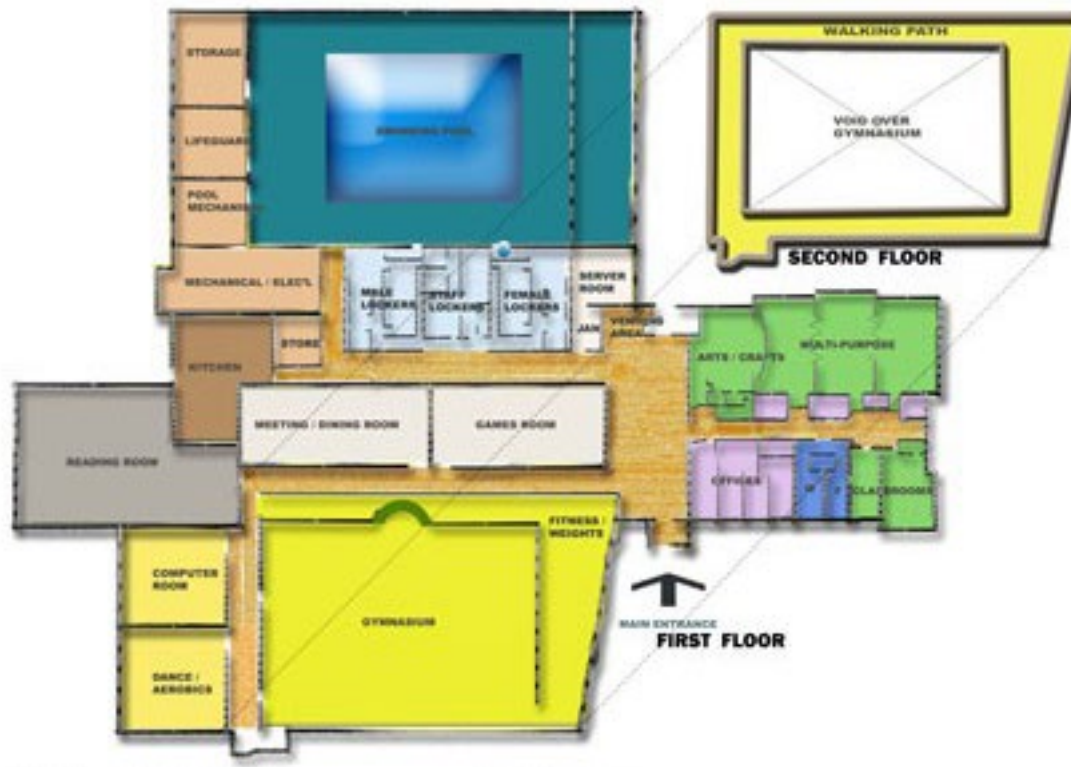 STORAGE
LIFEGUARD
POOL
MECHANICAL
SWIMMING POOL
WALKING PATH
VOID OVER
GYMNASIUM
SECOND FLOOR
MECHANICAL / ELEC'L
MALE
LOCKERS
STAFF
LOCKERS
FEMALE
LOCKERS
SERVER
ROOM
JAN
VENDING
AREA
STORE
KITCHEN
ARTS / CRAFTS
MULTI-PURPOSE
MEETING / DINING ROOM
GAMES ROOM
READING ROOM
OFFICES
CLASSROOMS
FITNESS /
WEIGHTS
COMPUTER
ROOM
GYMNASIUM
MAIN ENTRANCE
FIRST FLOOR
DANCE /
AEROBICS